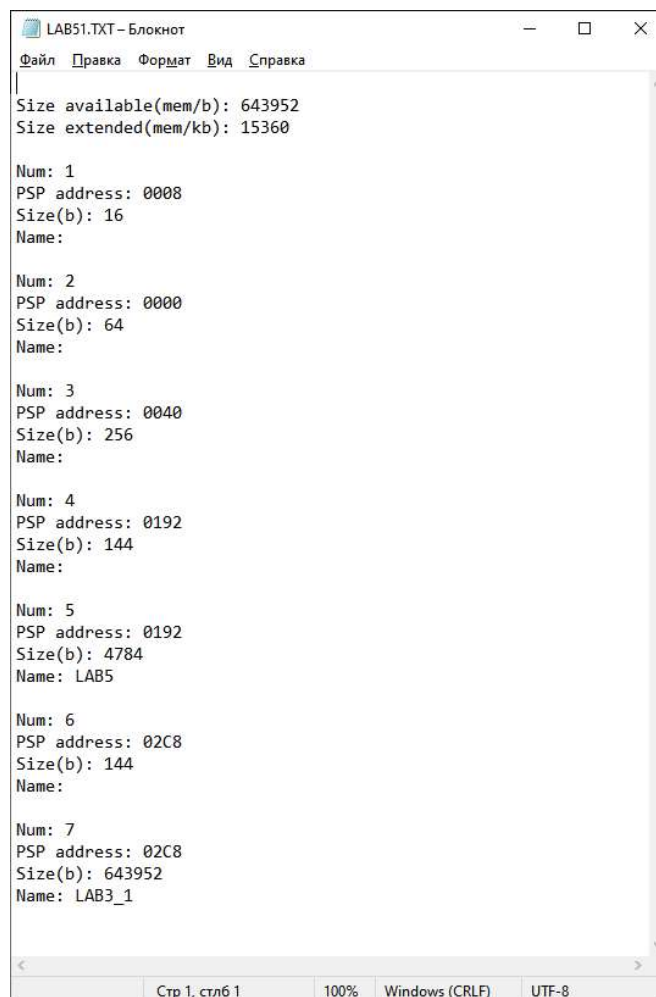 LAB51.TXT – Блокнот
Файл Правка Формат Вид Справка
Size available(mem/b): 643952
Size extended(mem/kb): 15360
Num: 1
PSP address: 0008
Size(b): 16
Name:
Num: 2
PSP address: 0000
Size(b): 64
Name:
Num: 3
PSP address: 0040
Size(b): 256
Name:
Num: 4
PSP address: 0192
Size(b): 144
Name:
Num: 5
PSP address: 0192
Size(b): 4784
Name: LAB5
Num: 6
PSP address: 02C8
Size(b): 144
Name:
Num: 7
PSP address: 02C8
Size(b): 643952
Name: LAB3_1
Стр 1, стлб 1 100% Windows (CRLF) UTF-8